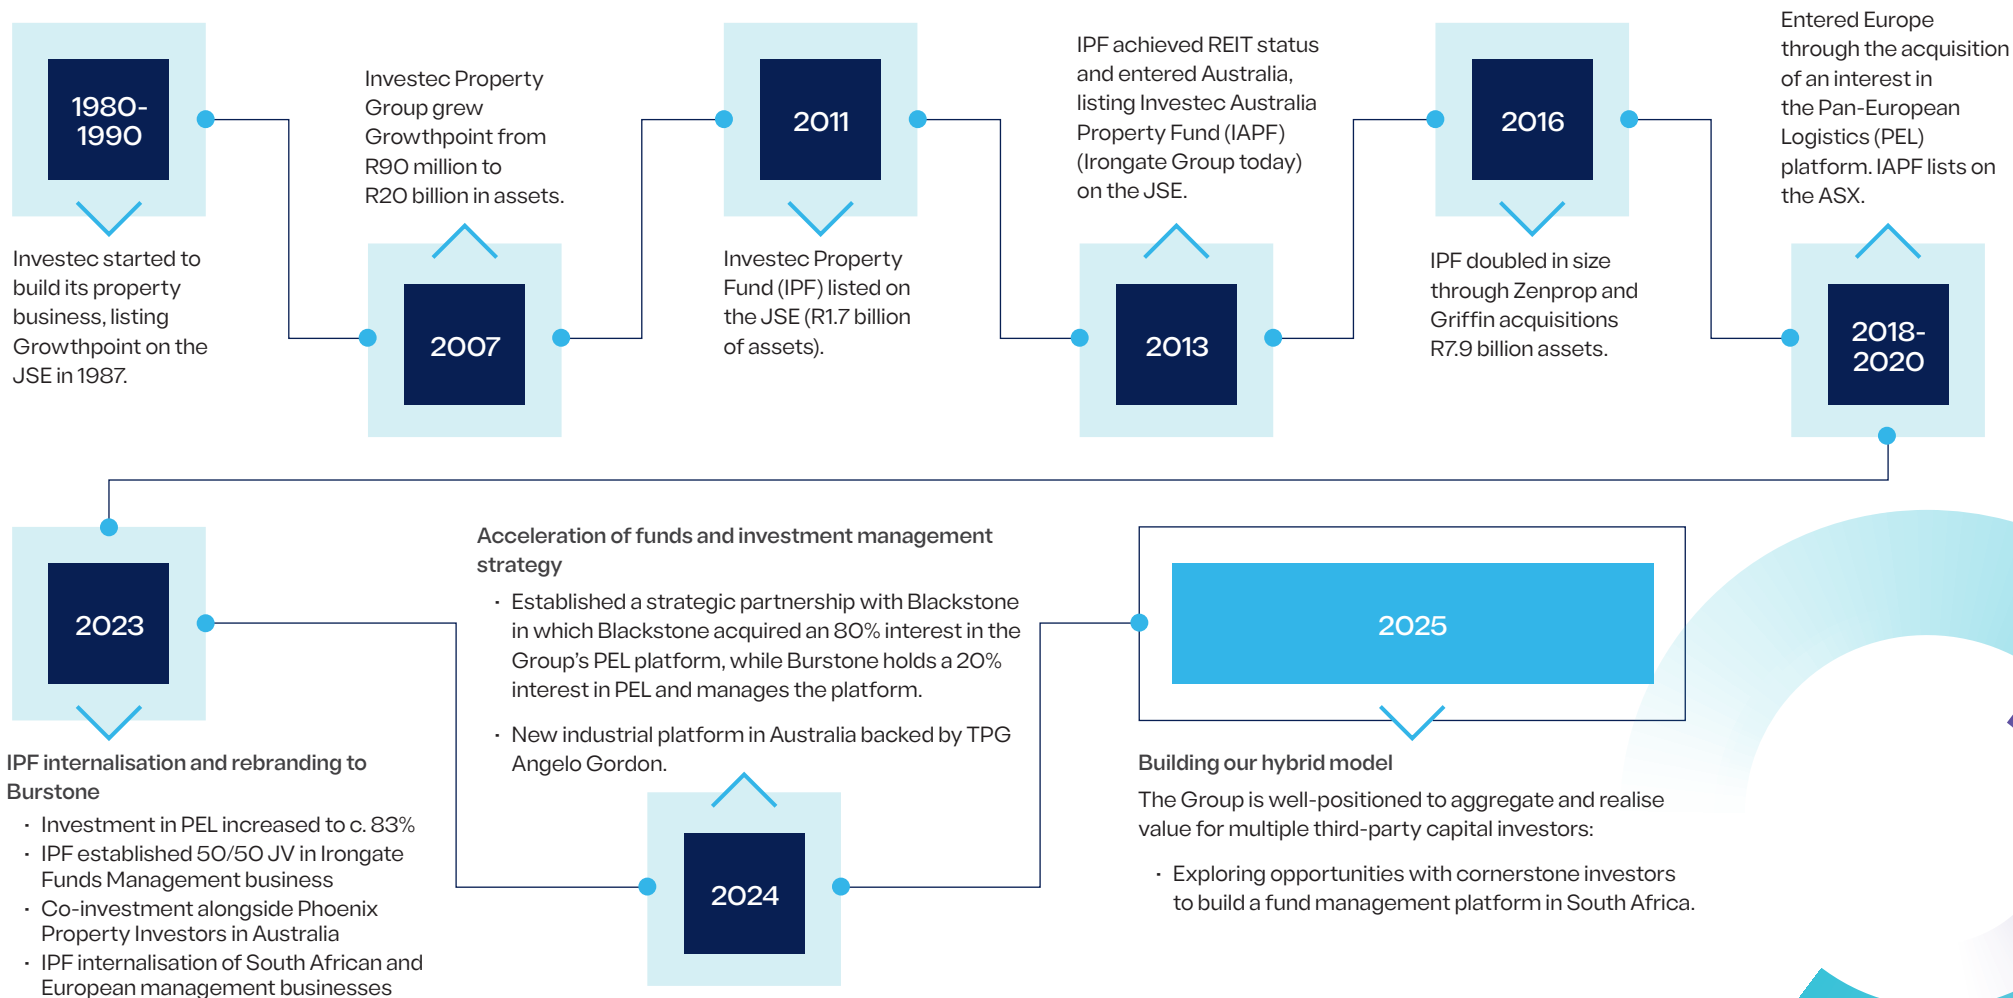 1980-
1990
Investec started to
build its property
business, listing
Growthpoint on the
JSE in 1987.
Investec Property
Group grew
Growthpoint from
R90 million to
R20 billion in assets.
2007
2011
Investec Property
Fund (IPF) listed on
the JSE (R1.7 billion
of assets).
IPF achieved REIT status
and entered Australia,
listing Investec Australia
Property Fund (IAPF)
(Irongate Group today)
on the JSE.
2013
2016
IPF doubled in size
through Zenprop and
Griffin acquisitions
R7.9 billion assets.
Entered Europe
through the acquisition
of an interest in
the Pan-European
Logistics (PEL)
platform. IAPF lists on
the ASX.
2018-
2020
2023
IPF internalisation and rebranding to
Burstone
· Investment in PEL increased to c. 83%
· IPF established 50/50 JV in Irongate
Funds Management business
· Co-investment alongside Phoenix
Property Investors in Australia
· IPF internalisation of South African and
European management businesses
Acceleration of funds and investment management
strategy
· Established a strategic partnership with Blackstone
in which Blackstone acquired an 80% interest in the
Group's PEL platform, while Burstone holds a 20%
interest in PEL and manages the platform.
· New industrial platform in Australia backed by TPG
Angelo Gordon.
2024
2025
Building our hybrid model
The Group is well-positioned to aggregate and realise
value for multiple third-party capital investors:
· Exploring opportunities with cornerstone investors
to build a fund management platform in South Africa.